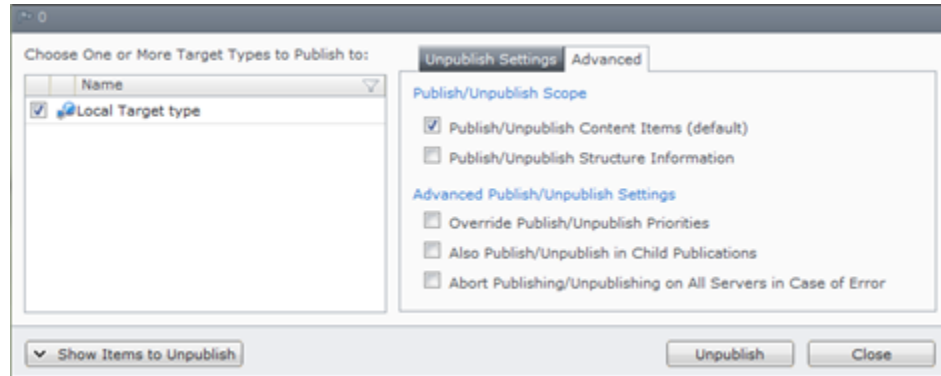 0
Choose One or More Target Types to Publish to:
Name
Local Target type
Unpublish Settings Advanced
Publish/Unpublish Scope
Publish/Unpublish Content Items (default)
Publish/Unpublish Structure Information
Advanced Publish/Unpublish Settings
Override Publish/Unpublish Priorities
Also Publish/Unpublish in Child Publications
Abort Publishing/Unpublishing on All Servers in Case of Error
Show Items to Unpublish
Unpublish Close